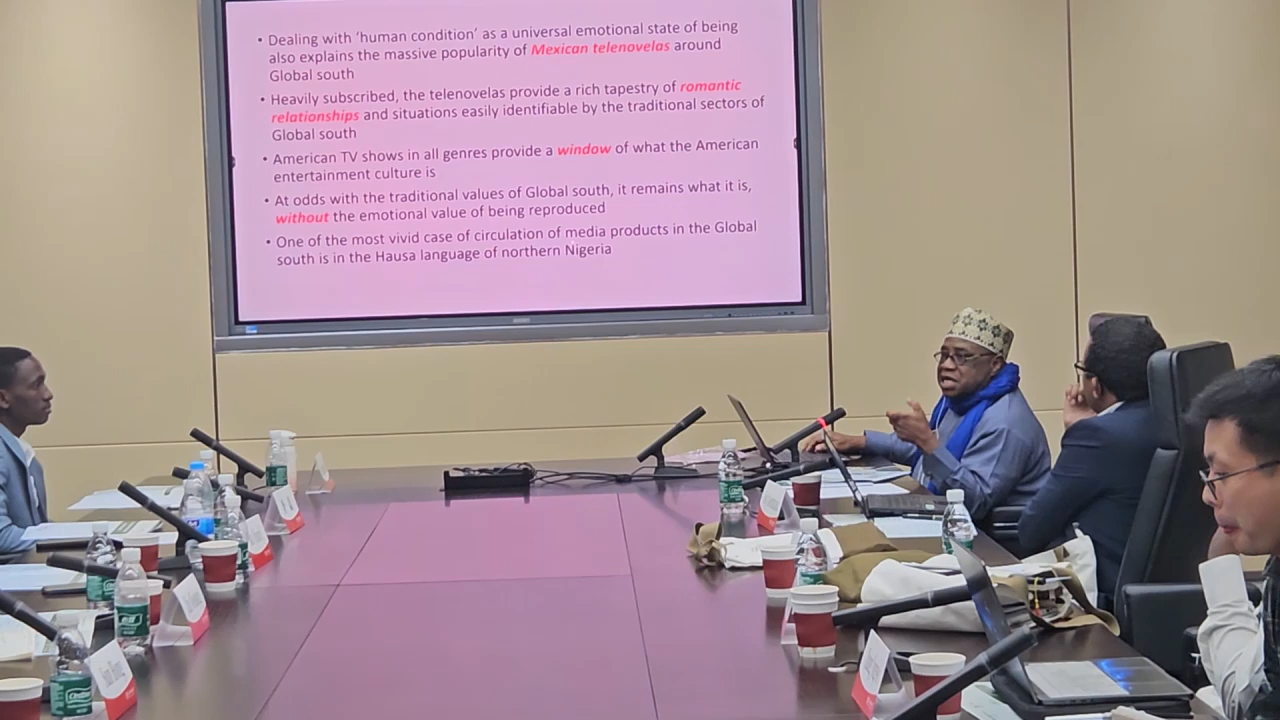 • Dealing with 'human condition' as a universal emotional state of being
also explains the massive popularity of Mexican telenovelas around
Global south
• Heavily subscribed, the telenovelas provide a rich tapestry of romantic
relationships and situations easily identifiable by the traditional sectors of
Global south
• American TV shows in all genres provide a window of what the American
entertainment culture is
• At odds with the traditional values of Global south, it remains what it is,
without the emotional value of being reproduced
• One of the most vivid case of circulation of media products in the Global
south is in the Hausa language of northern Nigeria